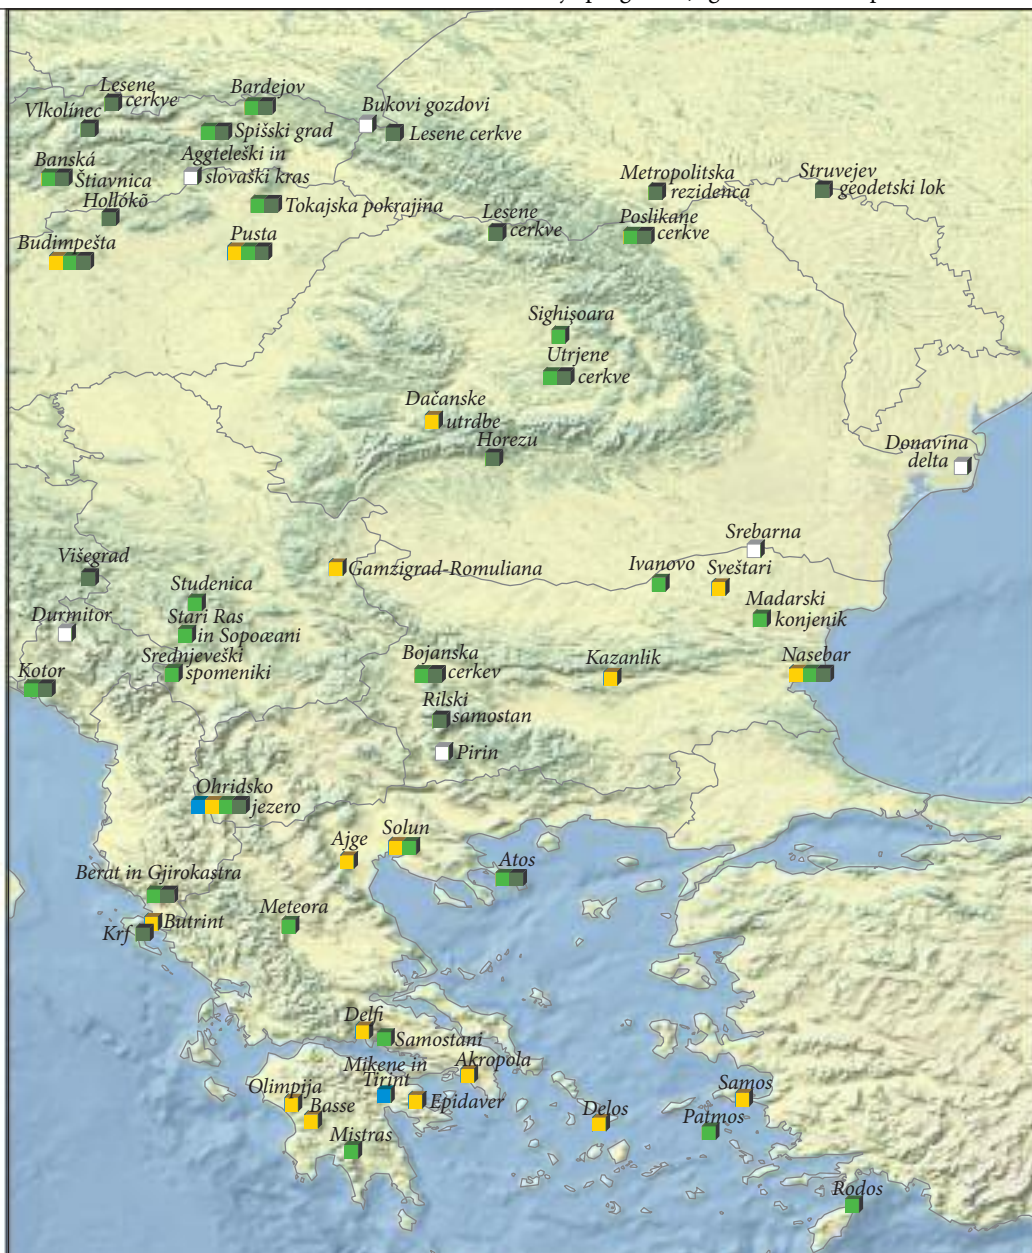 Lesene
cerkve
Bardejov
Vlkolínec
Bukovi gozdovi
Spišski grad
Lesene cerkve
Banská
Štiavnica
Aggteleški in
slovaški kras
Metropolitska
rezidenca
Struvejev
geodetski lok
Hollókõ
Tokajska pokrajina
Lesene
cerkve
Poslikane
cerkve
Budimpešta
Pusta
Sighişoara
Utrjene
cerkve
Dačanske
utrdbe
Horezu
Donavina
delta
Srebarna
Višegrad
Gamzigrad-Romuliana
Ivanovo
Sveštari
Studenica
Madarski
konjenik
Durmitor
Stari Ras
in Sopoæani
Kotor
Srednjeveški
spomeniki
Bojanska
cerkev
Kazanlik
Nasebar
Rilski
samostan
Pirin
Ohridsko
jezero
Ajge
Solun
Atos
Berat in Gjirokastra
Butrint
Krf
Meteora
Delfi
Samostani
Mikene in
Tirint
Akropola
Olimpija
Basse
Epidaver
Delos
Samos
Patmos
Mistras
Rodos